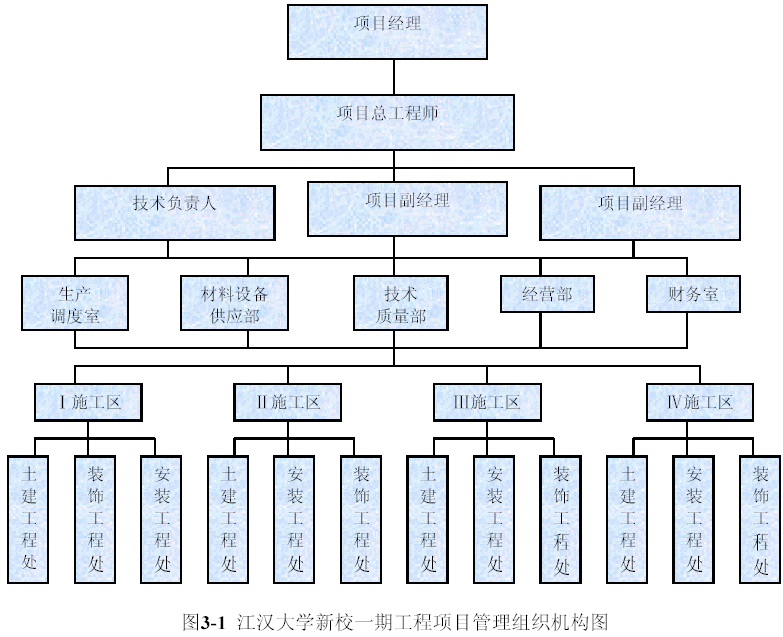 项目经理
项目总工程师
技术负责人
项目副经理
项目副经理
生产
调度室
材料设备
供应部
技术
质量部
经营部
财务室
Ⅰ施工区
Ⅱ施工区
Ⅲ施工区
Ⅳ施工区
土建工程处
装饰工程处
安装工程处
土建工程处
安装工程处
装饰工程处
土建工程处
安装工程处
装饰工程处
土建工程处
安装工程处
装饰工程处
图3-1 江汉大学新校一期工程项目管理组织机构图